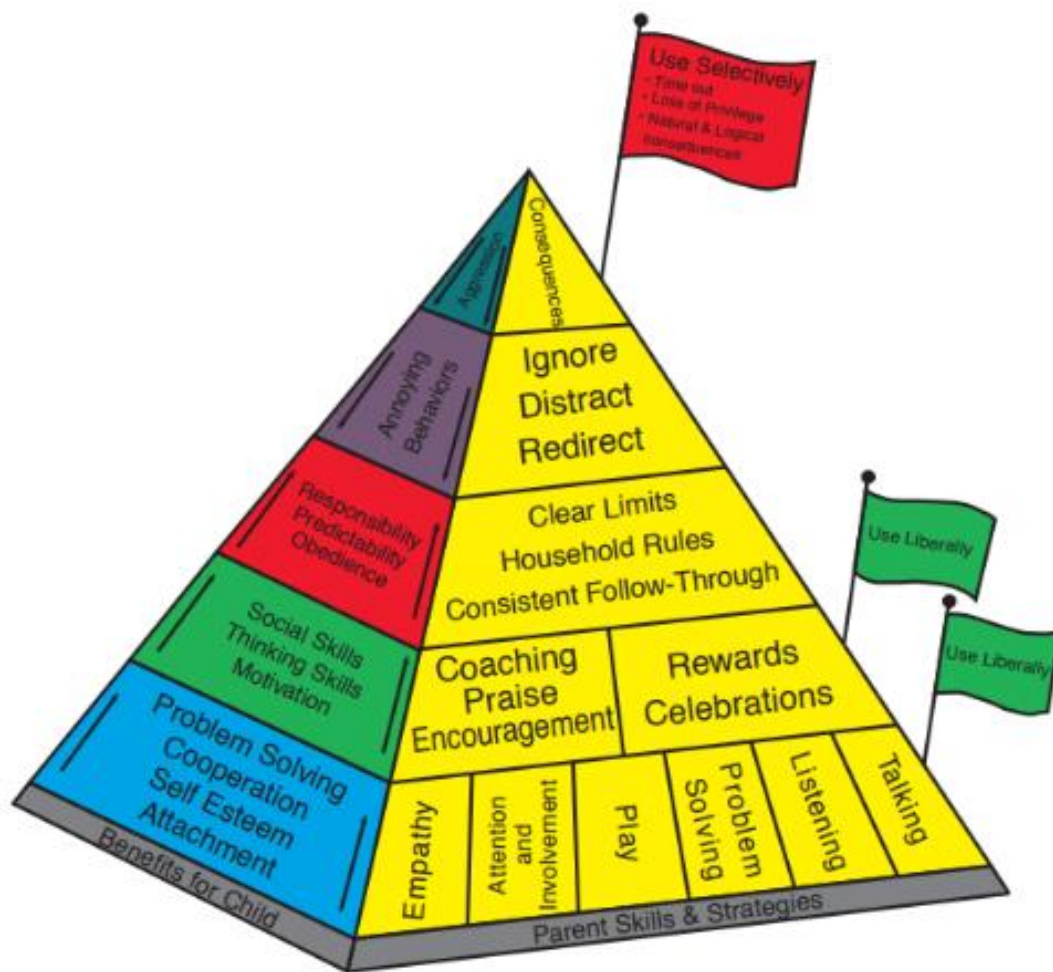 Use Selectively
• Time out
• Loss of Privilege
• Natural & Logical
consequences
Consequences
Aggression
Ignore
Distract
Redirect
Annoying
Behaviors
Clear Limits
Household Rules
Consistent Follow-Through
Responsibility
Predictability
Obedience
Use Liberally
Coaching
Praise
Encouragement
Rewards
Celebrations
Social Skills
Thinking Skills
Motivation
Use Liberally
Problem Solving
Cooperation
Self Esteem
Attachment
Empathy
Attention
and
Involvement
Play
Problem
Solving
Listening
Talking
Benefits for Child
Parent Skills & Strategies